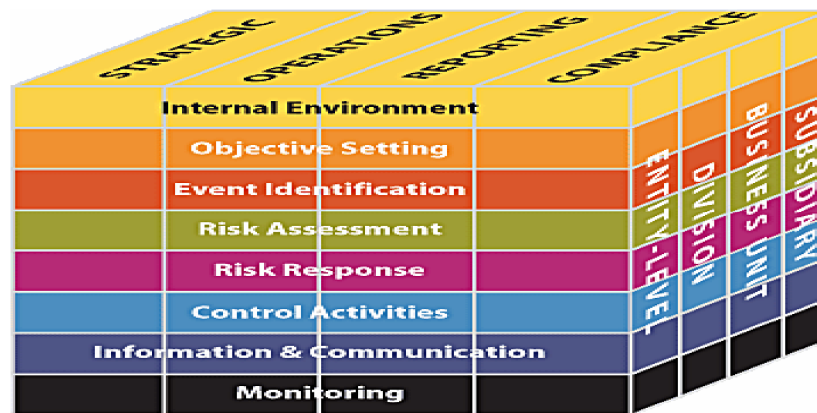 STRATEGIC
OPERATIONS
REPORTING
COMPLIANCE
Internal Environment
Objective Setting
Event Identification
Risk Assessment
Risk Response
Control Activities
Information & Communication
Monitoring
ENTITY-LEVEL
DIVISION
BUSINESS UNIT
SUBSIDIARY